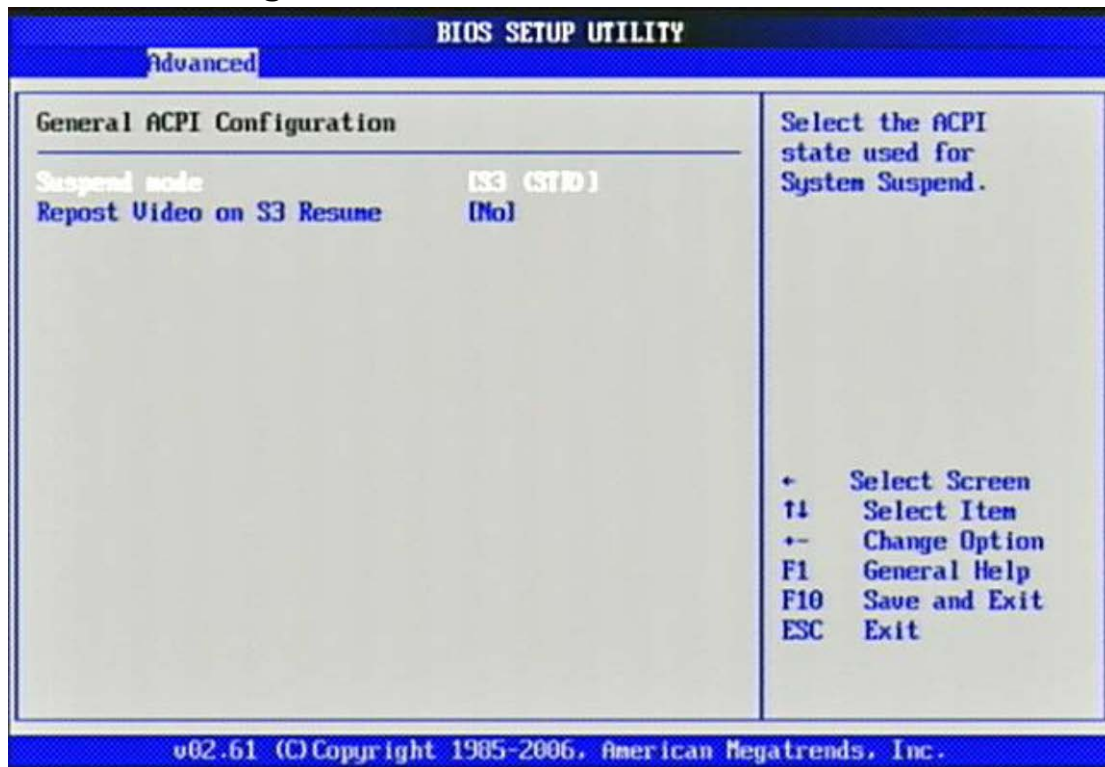 BIOS SETUP UTILITY
Advanced
General ACPI Configuration
Suspend mode [S3 (STR)]
Repost Video on S3 Resume [No]
Select the ACPI
state used for
System Suspend.
← Select Screen
↑↓ Select Item
+- Change Option
F1 General Help
F10 Save and Exit
ESC Exit
v02.61 (C)Copyright 1985-2006, American Megatrends, Inc.